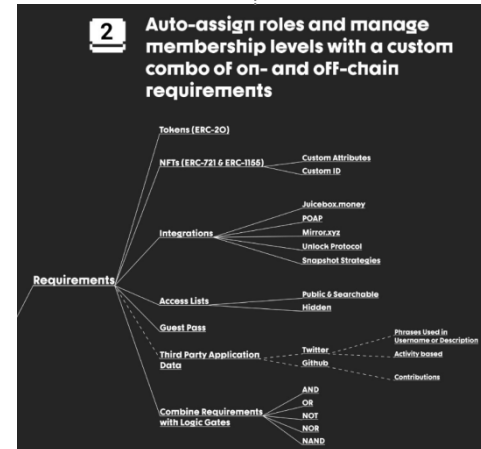 2
Auto-assign roles and manage
membership levels with a custom
combo of on- and off-chain
requirements
Requirements
Tokens (ERC-20)
NFTs (ERC-721 & ERC-1155)
Custom Attributes
Custom ID
Integrations
Juicebox.money
POAP
Mirror.xyz
Unlock Protocol
Snapshot Strategies
Access Lists
Public & Searchable
Hidden
Guest Pass
Third Party Application
Data
Twitter
Phrases Used in
Username or Description
Activity based
Github
Contributions
Combine Requirements
with Logic Gates
AND
OR
NOT
NOR
NAND